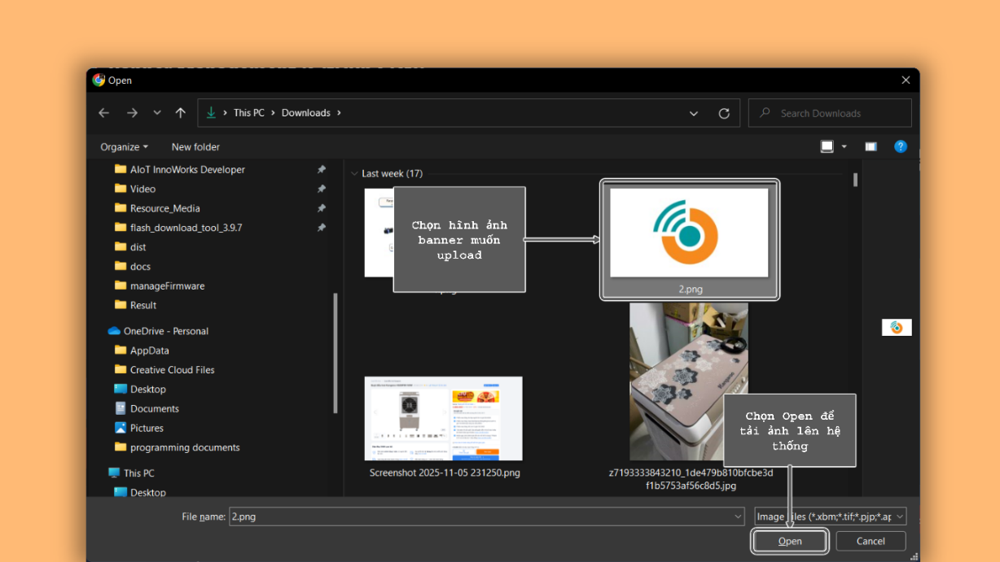 Open
This PC
Downloads
Search Downloads
Organize
New folder
AIoT InnoWorks Developer
Video
Resource_Media
flash_download_tool_3.9.7
dist
docs
manageFirmware
Result
OneDrive - Personal
AppData
Creative Cloud Files
Desktop
Documents
Pictures
programming documents
This PC
Desktop
Last week (17)
Chọn hình ảnh
banner muốn
upload
2.png
Screenshot 2025-11-05 231250.png
z7193333843210_1de479b810bfcbe3d
f1b5753af56c8d5.jpg
Chọn Open để
tải ảnh lên hệ
thống
File name:
2.png
Image files (*.xbm;*.tif;*.pjp;*.ap
Open
Cancel